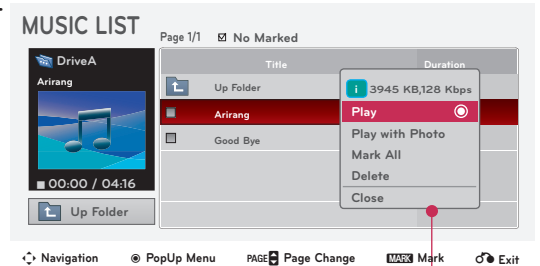 MUSIC LIST
Page 1/1 No Marked
DriveA
Arirang
00:00 / 04:16
Up Folder
Title Duration
Up Folder
Arirang
Good Bye
i 3945 KB,128 Kbps
Play
Play with Photo
Mark All
Delete
Close
Navigation PopUp Menu PAGE Page Change MARK Mark Exit